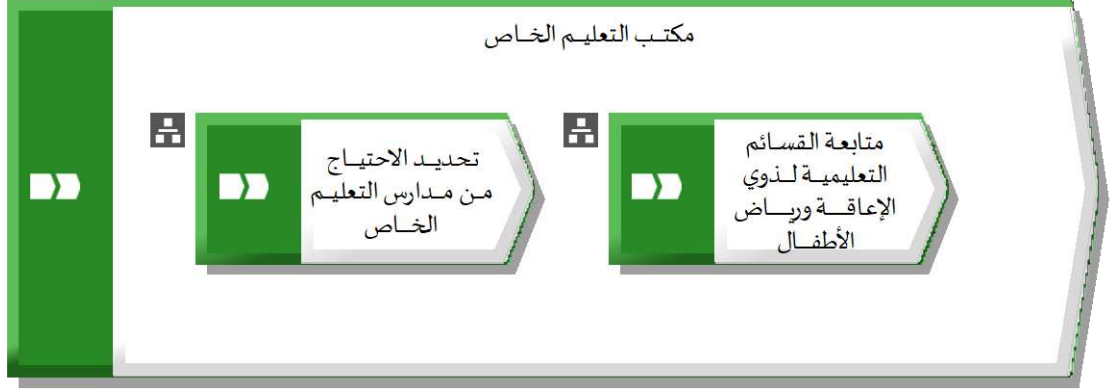 مكتب التعليم الخاص
متابعة القسائم
التعليمية لذوي
الإعاقة ورياض
الأطفال
تحديد الاحتياج
من مدارس التعليم
الخاص